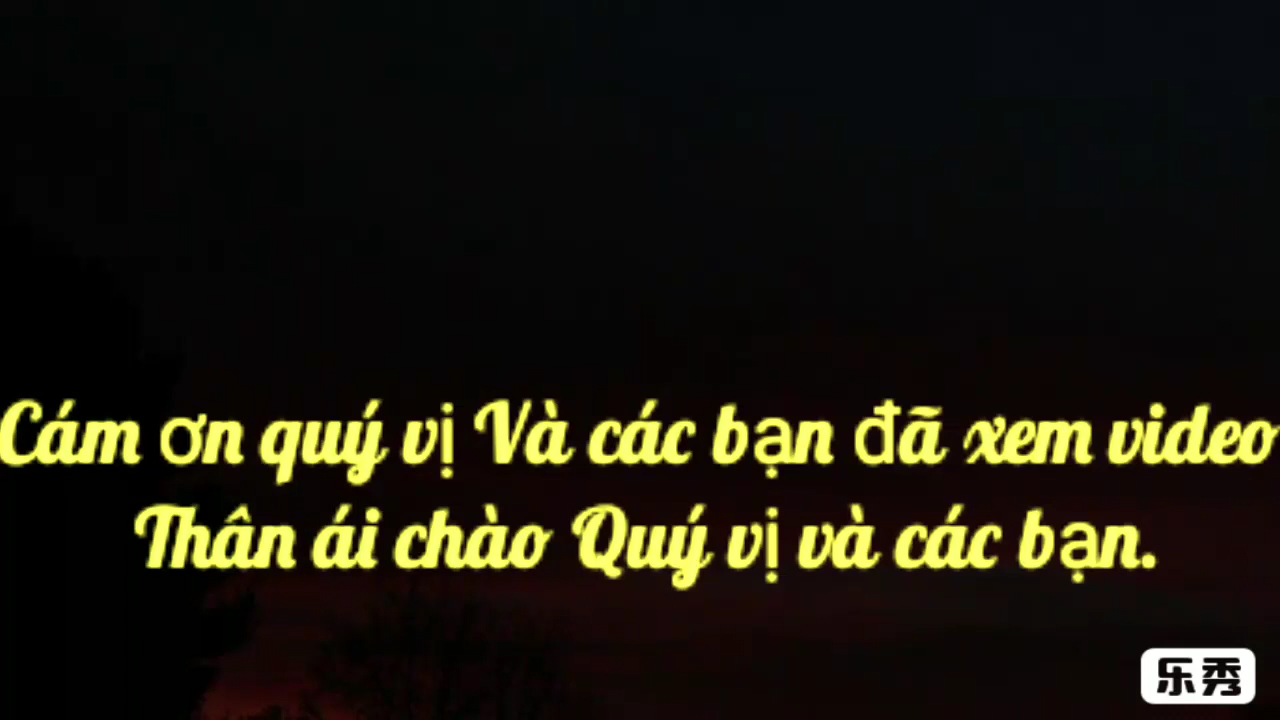 Cám ơn quý vị Và các bạn đã xem video
Thân ái chào Quý vị và các bạn.
乐秀